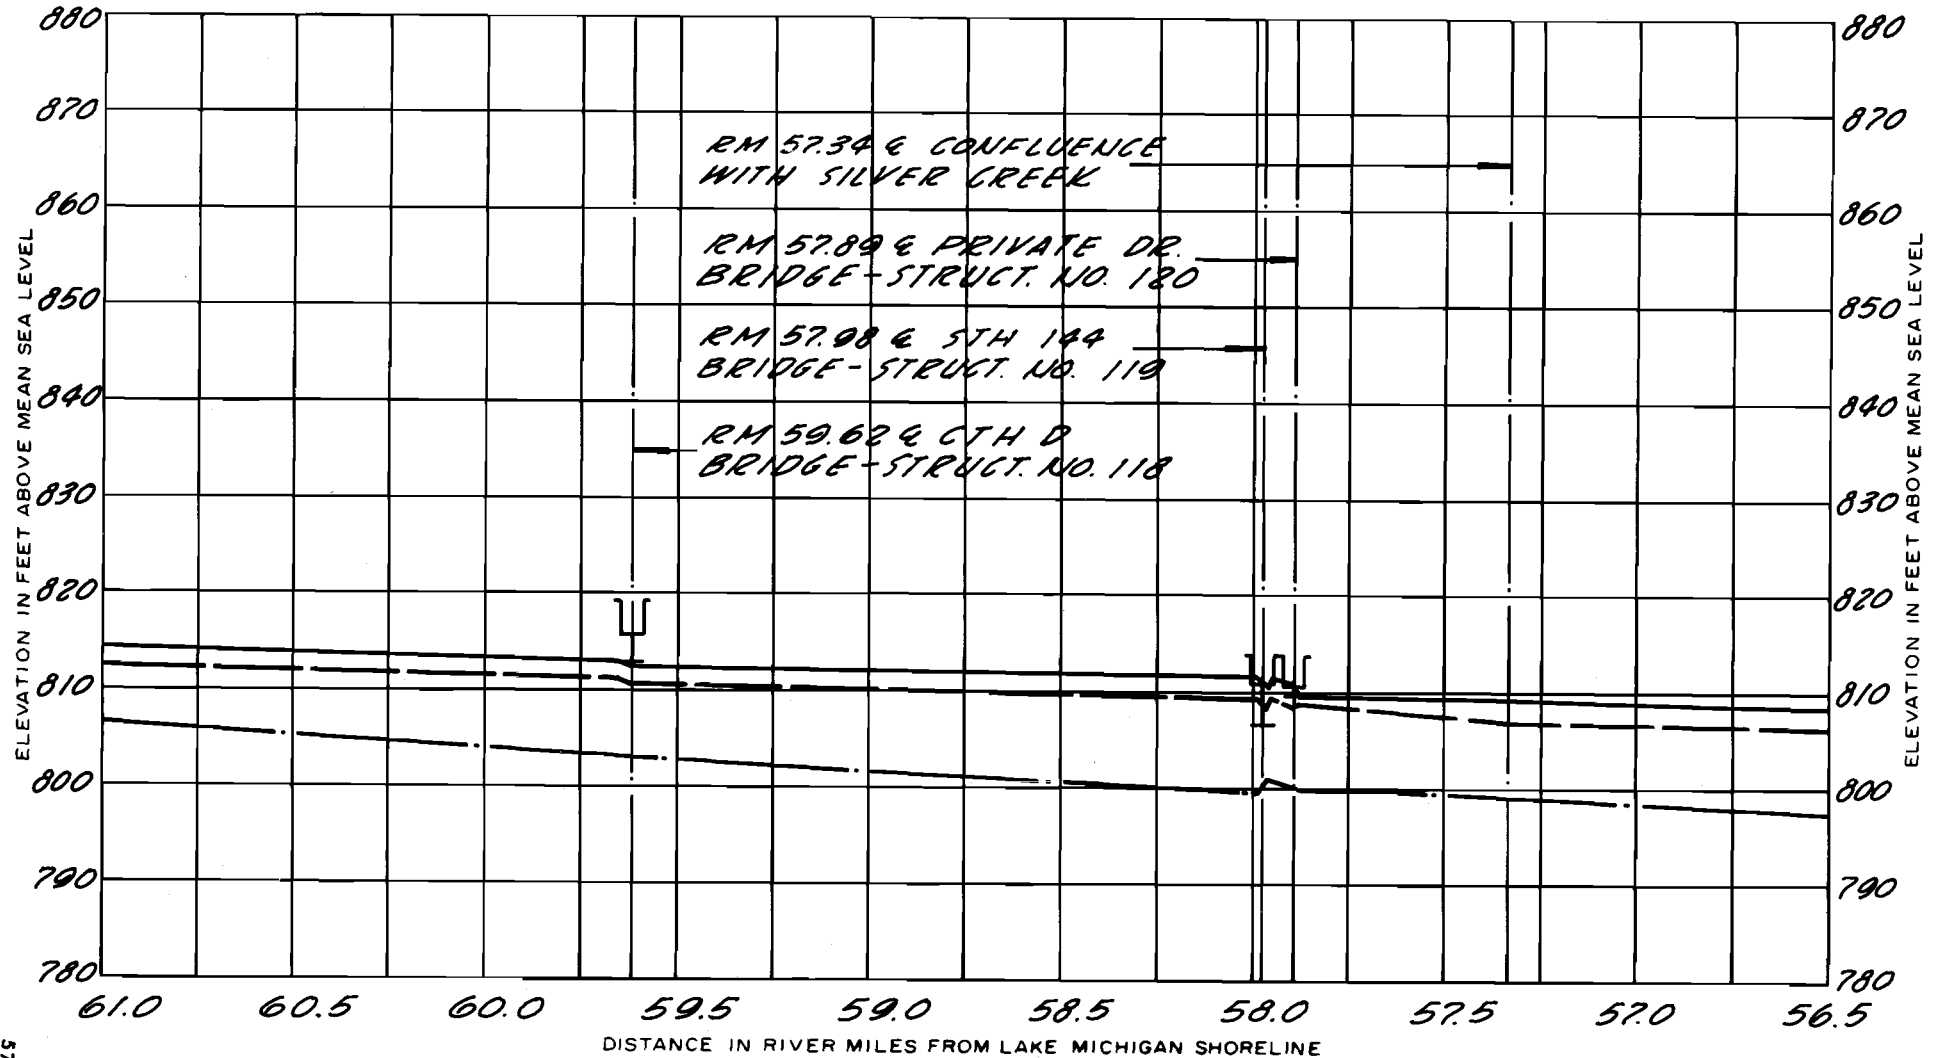 880
870
860
850
840
830
820
810
800
790
780
ELEVATION IN FEET ABOVE MEAN SEA LEVEL
RM 57.34 ℄ CONFLUENCE
WITH SILVER CREEK
RM 57.89 ℄ PRIVATE DR.
BRIDGE-STRUCT. NO. 120
RM 57.98 ℄ STH 144
BRIDGE-STRUCT. NO. 119
RM 59.62 ℄ CTH D
BRIDGE-STRUCT. NO. 118
880
870
860
850
840
830
820
810
800
790
780
ELEVATION IN FEET ABOVE MEAN SEA LEVEL
61.0 60.5 60.0 59.5 59.0 58.5 58.0 57.5 57.0 56.5
DISTANCE IN RIVER MILES FROM LAKE MICHIGAN SHORELINE